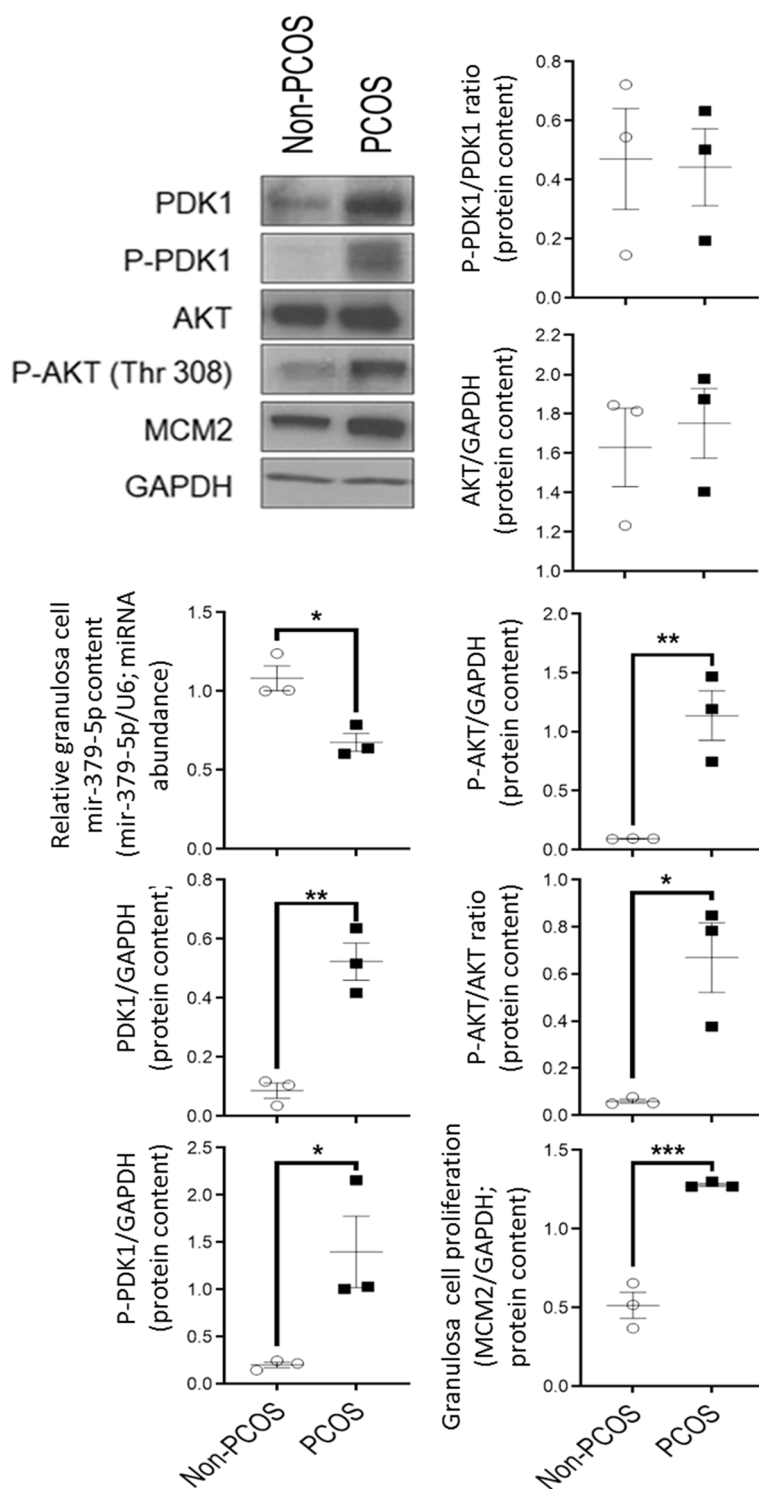 Non-PCOS
PCOS
PDK1
P-PDK1
AKT
P-AKT (Thr 308)
MCM2
GAPDH
P-PDK1/PDK1 ratio
(protein content)
0.8
0.6
0.4
0.2
0.0
AKT/GAPDH
(protein content)
2.2
2.0
1.8
1.6
1.4
1.2
1.0
Relative granulosa cell
mir-379-5p content
(mir-379-5p/U6; miRNA
abundance)
1.5
1.0
0.5
0.0
*
P-AKT/GAPDH
(protein content)
2.0
1.5
1.0
0.5
0.0
**
PDK1/GAPDH
(protein content)
0.8
0.6
0.4
0.2
0.0
**
P-AKT/AKT ratio
(protein content)
1.0
0.8
0.6
0.4
0.2
0.0
*
P-PDK1/GAPDH
(protein content)
2.5
2.0
1.5
1.0
0.5
0.0
*
Non-PCOS
PCOS
Granulosa cell proliferation
(MCM2/GAPDH;
protein content)
1.5
1.0
0.5
0.0
***
Non-PCOS
PCOS